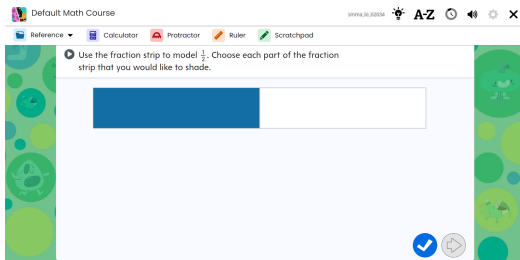 Default Math Course
A-Z
Reference
Calculator
Protractor
Ruler
Scratchpad
Use the fraction strip to model 1/2. Choose each part of the fraction
strip that you would like to shade.